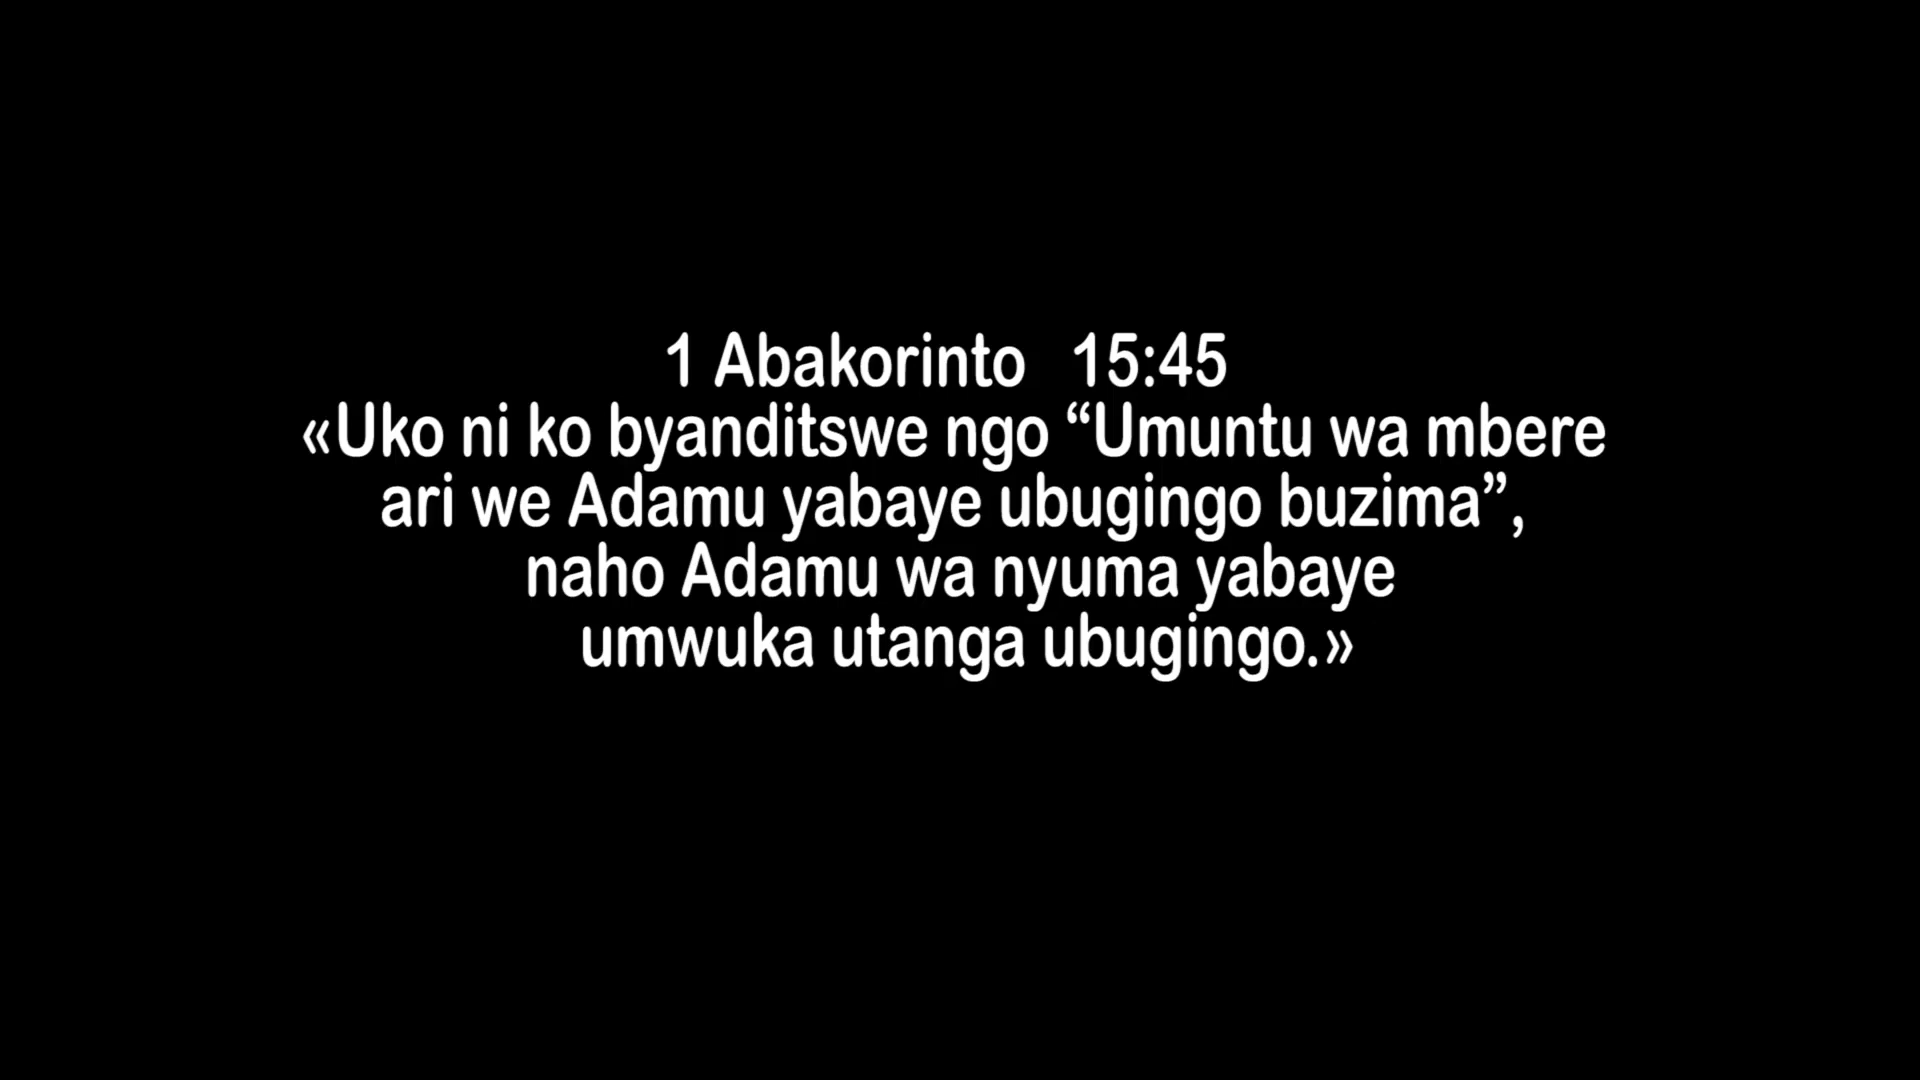 1 Abakorinto 15:45
«Uko ni ko byanditswe ngo “Umuntu wa mbere
ari we Adamu yabaye ubugingo buzima”,
naho Adamu wa nyuma yabaye
umwuka utanga ubugingo.»